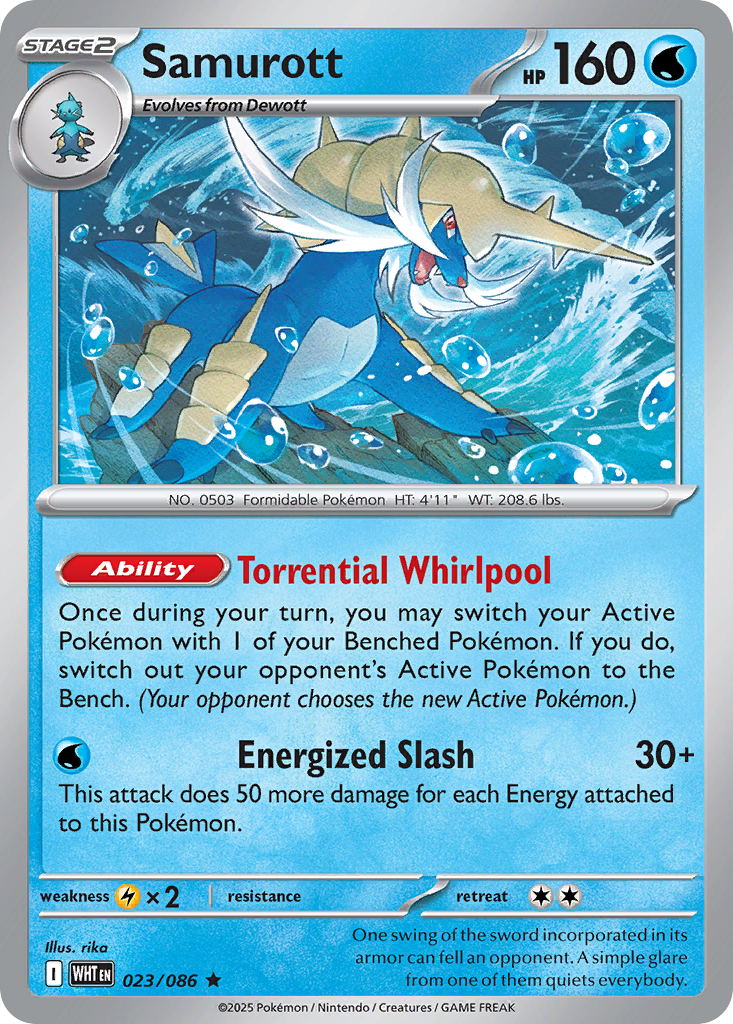 STAGE2
Samurott
HP 160
Evolves from Dewott
NO. 0503 Formidable Pokémon HT: 4'11" WT: 208.6 lbs.
Ability Torrential Whirlpool
Once during your turn, you may switch your Active
Pokémon with 1 of your Benched Pokémon. If you do,
switch out your opponent's Active Pokémon to the
Bench. (Your opponent chooses the new Active Pokémon.)
Energized Slash 30+
This attack does 50 more damage for each Energy attached
to this Pokémon.
weakness ×2 resistance retreat
Illus. rika
I WHT EN 023/086 ★
One swing of the sword incorporated in its
armor can fell an opponent. A simple glare
from one of them quiets everybody.
©2025 Pokémon / Nintendo / Creatures / GAME FREAK